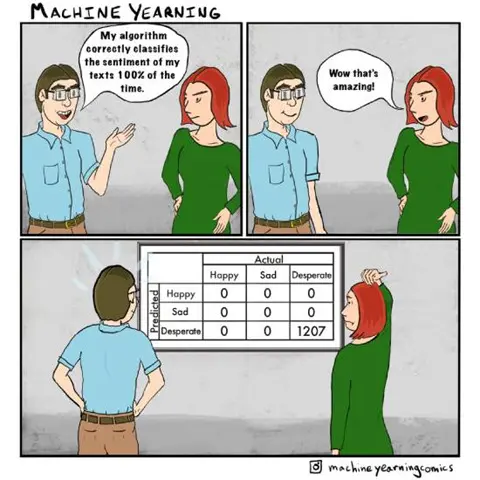 MACHINE YEARNING
My algorithm
correctly classifies
the sentiment of my
texts 100% of the
time.
Wow that's
amazing!
Actual
Happy Sad Desperate
Predicted
Happy 0 0 0
Sad 0 0 0
Desperate 0 0 1207
machineyearningcomics